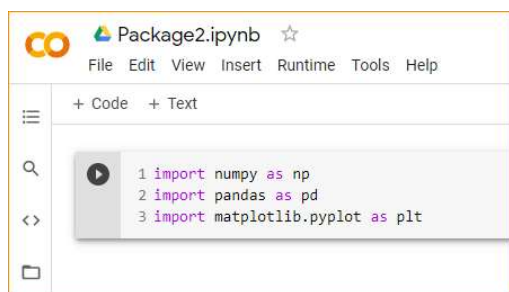 CO
Package2.ipynb
File Edit View Insert Runtime Tools Help
+ Code + Text
1 import numpy as np
2 import pandas as pd
3 import matplotlib.pyplot as plt